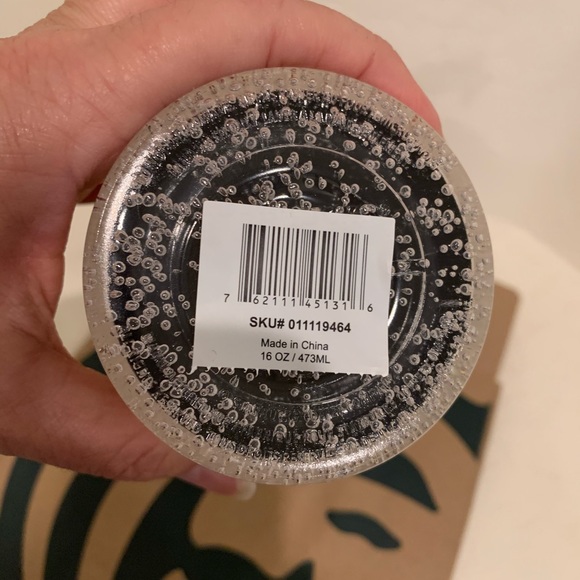 7 62111 45131 6
SKU# 011119464
Made in China
16 OZ / 473ML